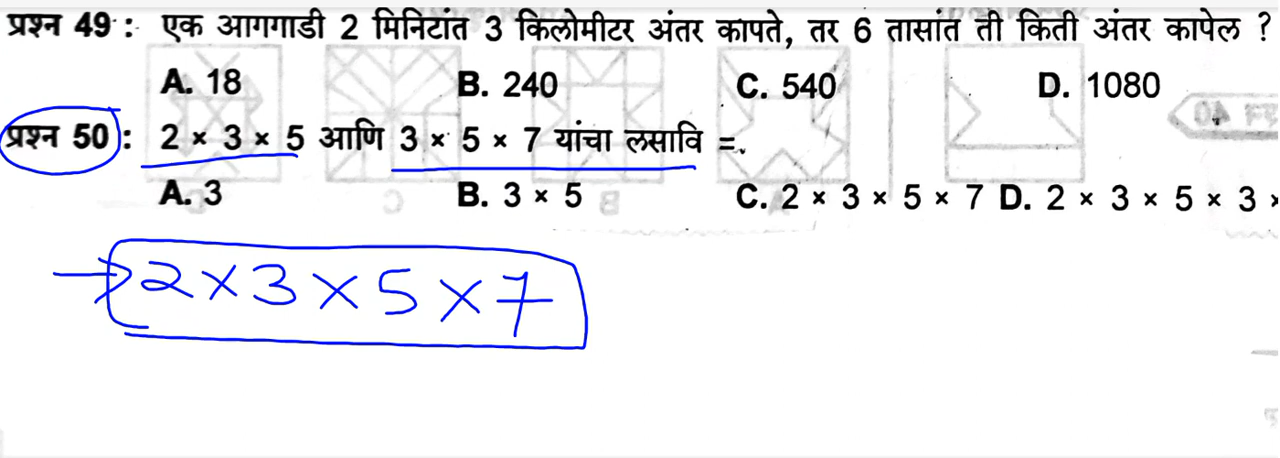 प्रश्न 49 : एक आगगाडी 2 मिनिटांत 3 किलोमीटर अंतर कापते, तर 6 तासांत ती किती अंतर कापेल ?
A. 18 B. 240 C. 540 D. 1080
प्रश्न 50 : 2 × 3 × 5 आणि 3 × 5 × 7 यांचा लसावि =.
A. 3 B. 3 × 5 C. 2 × 3 × 5 × 7 D. 2 × 3 × 5 × 3 ×
→ 2 × 3 × 5 × 7